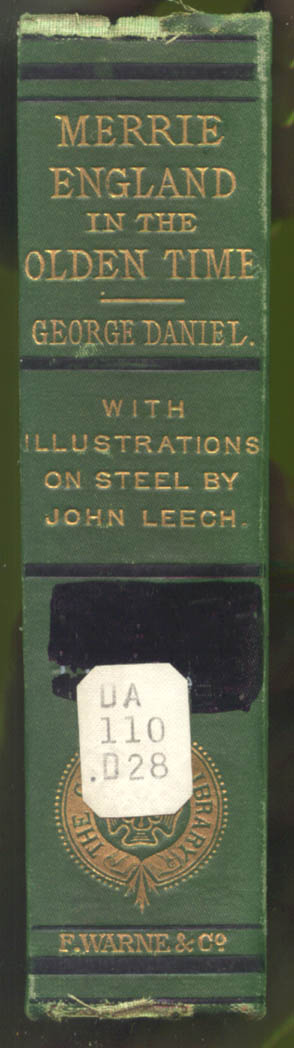 MERRIE
ENGLAND
IN THE
OLDEN TIME
GEORGE DANIEL.
WITH
ILLUSTRATIONS
ON STEEL BY
JOHN LEECH.
DA
110
.D28
THE
F. WARNE & Co